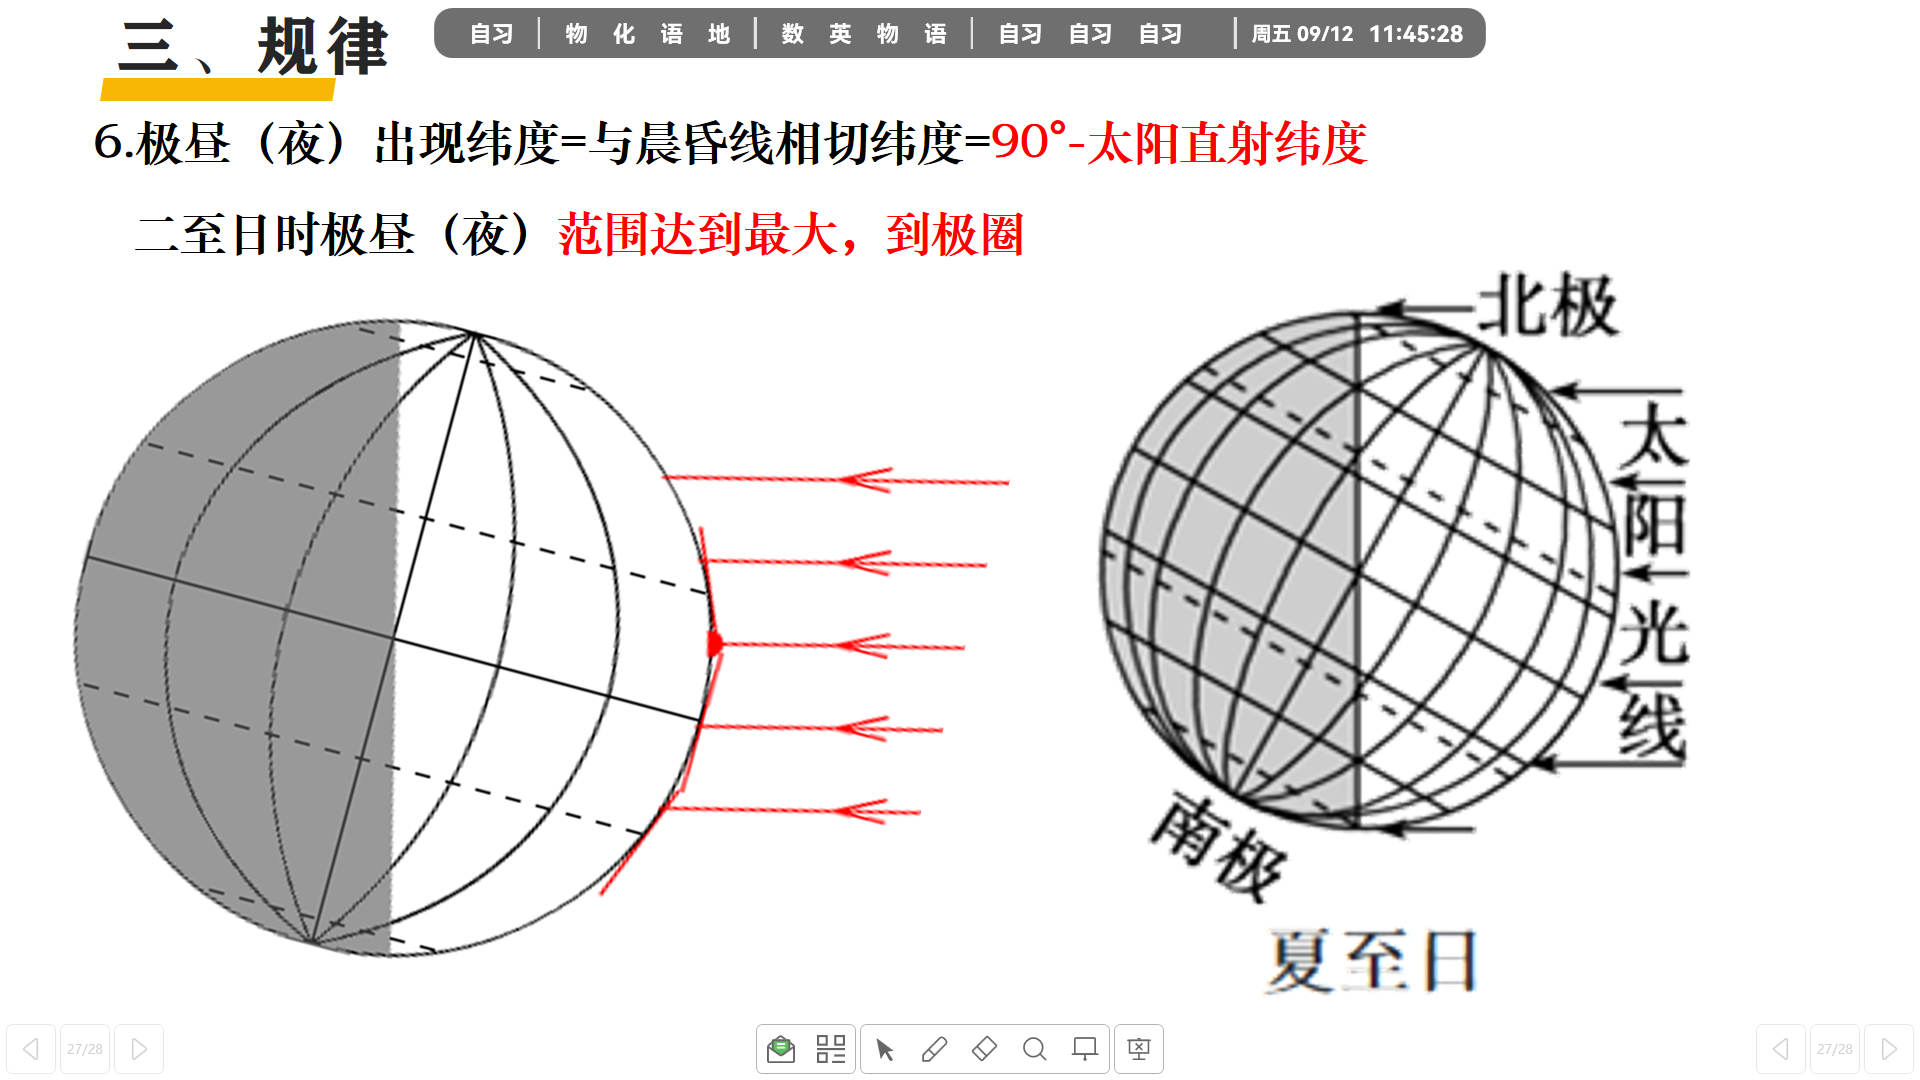 三、规律
自习 | 物 化 语 地 | 数 英 物 语 | 自习 自习 自习 | 周五 09/12 11:45:28
6.极昼（夜）出现纬度=与晨昏线相切纬度=90°-太阳直射纬度
二至日时极昼（夜）范围达到最大，到极圈
北极
太阳光线
南极
夏至日
27/28
27/28